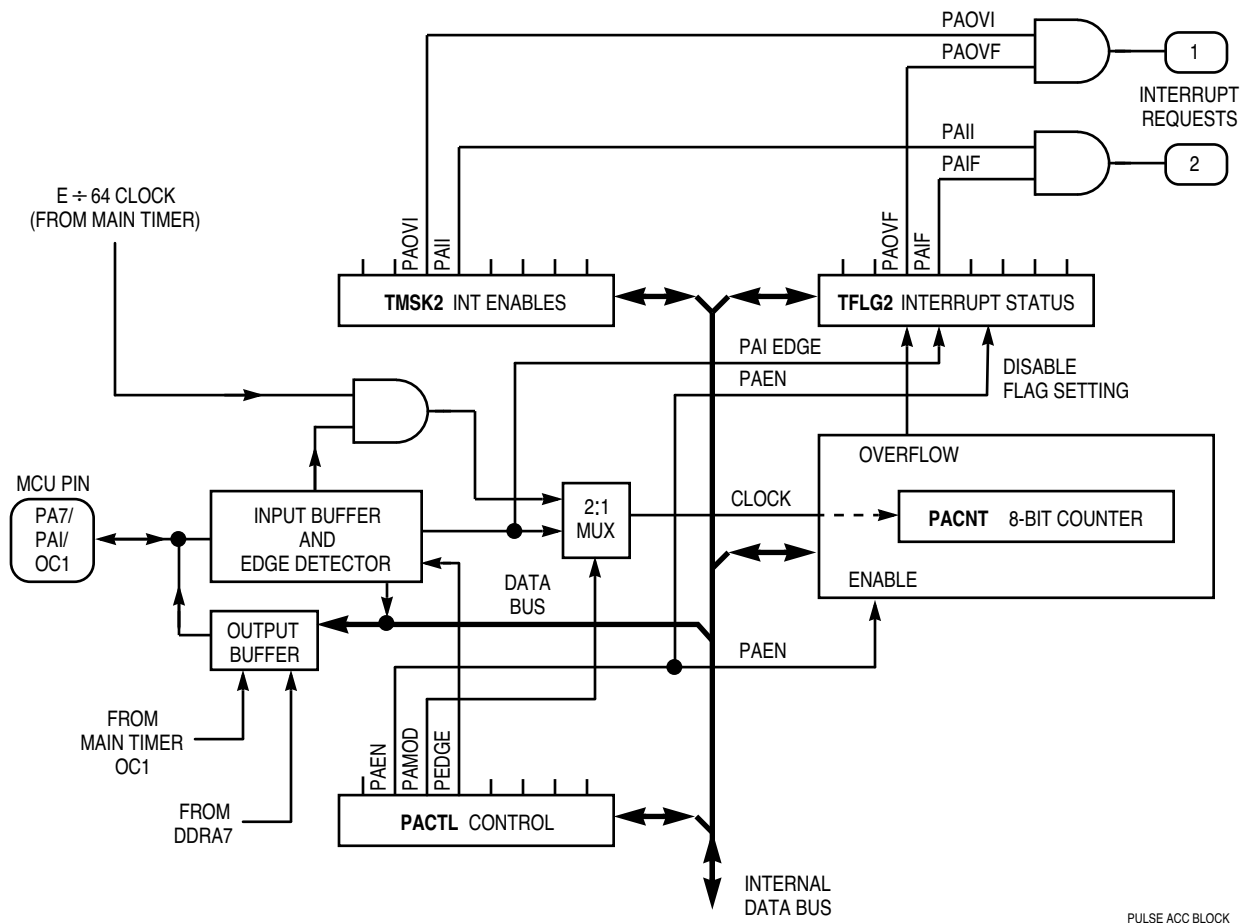 PAOVI
PAOVF
1
INTERRUPT
REQUESTS
PAII
PAIF
2
E ÷ 64 CLOCK
(FROM MAIN TIMER)
PAOVI
PAII
PAOVF
PAIF
TMSK2 INT ENABLES
TFLG2 INTERRUPT STATUS
PAI EDGE
PAEN
DISABLE
FLAG SETTING
OVERFLOW
MCU PIN
PA7/
PAI/
OC1
INPUT BUFFER
AND
EDGE DETECTOR
2:1
MUX
CLOCK
PACNT 8-BIT COUNTER
DATA
BUS
ENABLE
OUTPUT
BUFFER
PAEN
FROM
MAIN TIMER
OC1
PAEN
PAMOD
PEDGE
FROM
DDRA7
PACTL CONTROL
INTERNAL
DATA BUS
PULSE ACC BLOCK